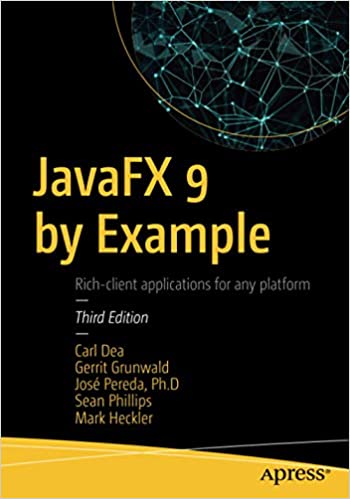 JavaFX 9
by Example
Rich-client applications for any platform
—
Third Edition
—
Carl Dea
Gerrit Grunwald
José Pereda, Ph.D
Sean Phillips
Mark Heckler
Apress®